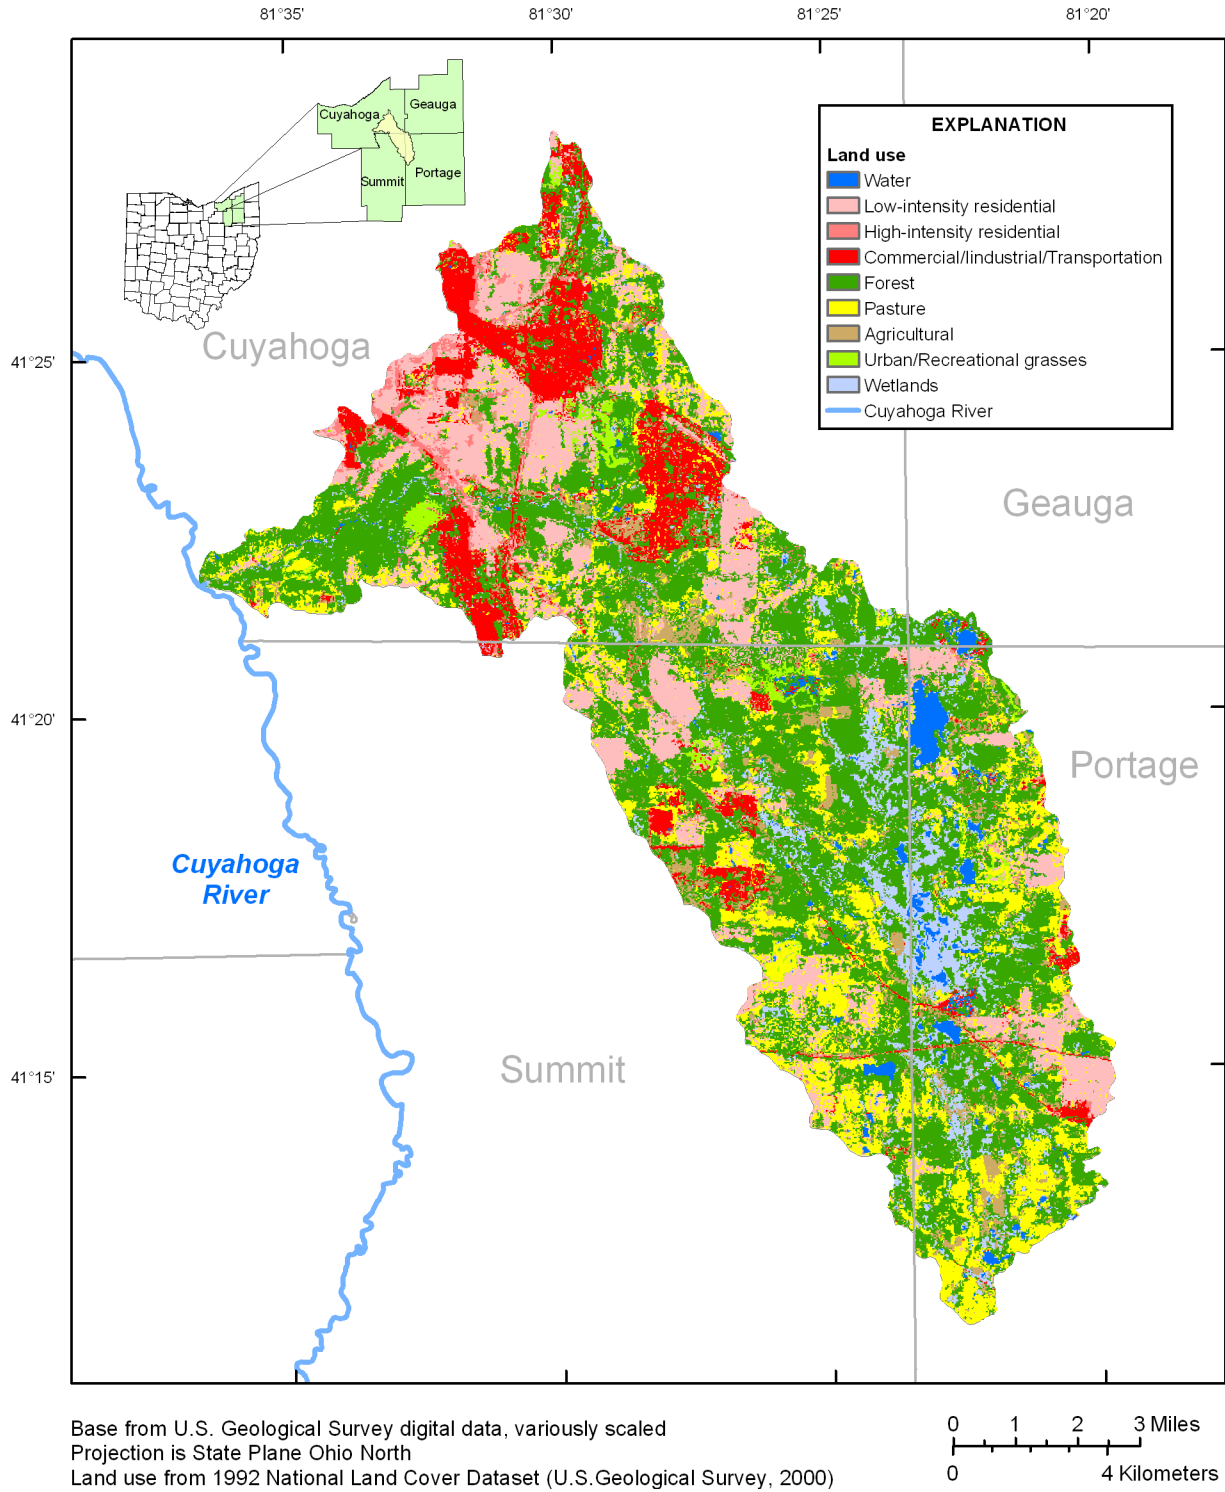 81°35'
81°30'
81°25'
81°20'
Cuyahoga
Geauga
Summit
Portage
EXPLANATION
Land use
Water
Low-intensity residential
High-intensity residential
Commercial/Iindustrial/Transportation
Forest
Pasture
Agricultural
Urban/Recreational grasses
Wetlands
Cuyahoga River
Cuyahoga
41°25'
Geauga
41°20'
Portage
Cuyahoga
River
Summit
41°15'
Base from U.S. Geological Survey digital data, variously scaled
Projection is State Plane Ohio North
Land use from 1992 National Land Cover Dataset (U.S.Geological Survey, 2000)
0 1 2 3 Miles
0 4 Kilometers